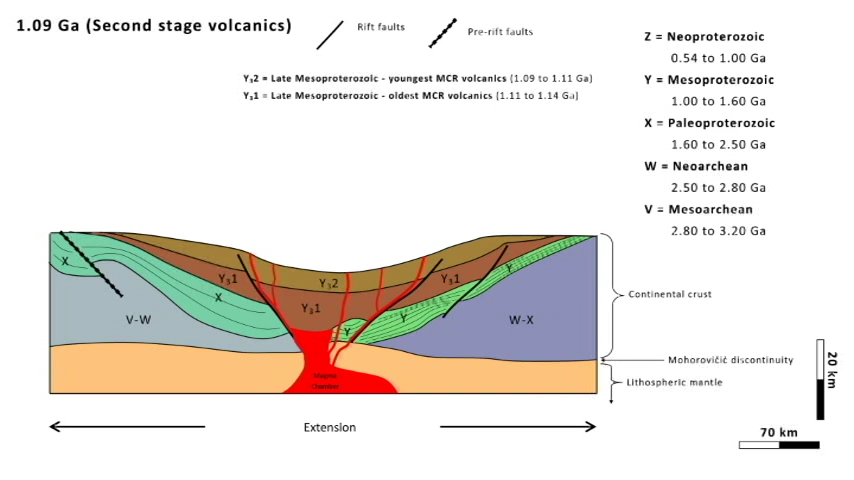 1.09 Ga (Second stage volcanics)
Rift faults
Pre-rift faults
Y₃2 = Late Mesoproterozoic - youngest MCR volcanics (1.09 to 1.11 Ga)
Y₃1 = Late Mesoproterozoic - oldest MCR volcanics (1.11 to 1.14 Ga)
Z = Neoproterozoic
0.54 to 1.00 Ga
Y = Mesoproterozoic
1.00 to 1.60 Ga
X = Paleoproterozoic
1.60 to 2.50 Ga
W = Neoarchean
2.50 to 2.80 Ga
V = Mesoarchean
2.80 to 3.20 Ga
X
X
V-W
Y₃1
Y₃2
Y₃1
Y₃1
Y
Y
Y
W-X
Magma
Chamber
Continental crust
Mohorovičić discontinuity
Lithospheric mantle
20 km
70 km
Extension